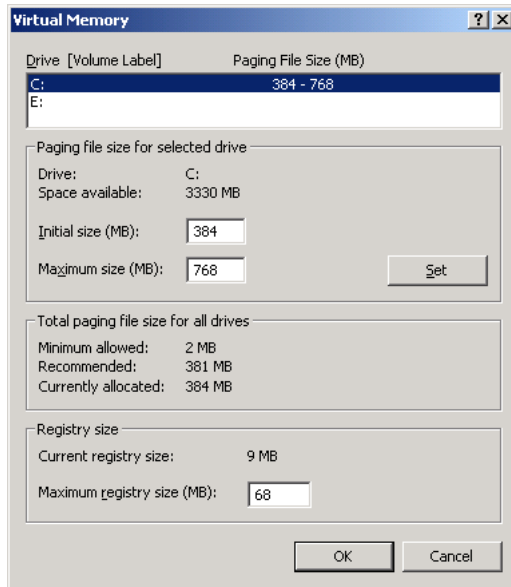 Virtual Memory
Drive [Volume Label] Paging File Size (MB)
C: 384 - 768
E:
Paging file size for selected drive
Drive: C:
Space available: 3330 MB
Initial size (MB): 384
Maximum size (MB): 768
Set
Total paging file size for all drives
Minimum allowed: 2 MB
Recommended: 381 MB
Currently allocated: 384 MB
Registry size
Current registry size: 9 MB
Maximum registry size (MB): 68
OK Cancel